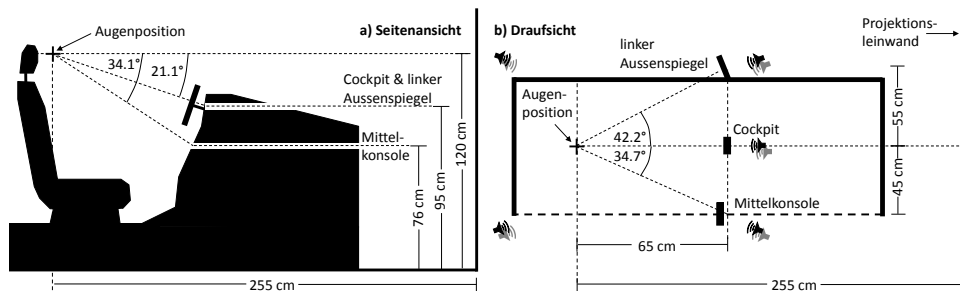 Augenposition
a) Seitenansicht
34.1°
21.1°
Cockpit & linker
Aussenspiegel
Mittel-
konsole
120 cm
95 cm
76 cm
255 cm
b) Draufsicht
Projektions-
leinwand
linker
Aussenspiegel
Augen-
position
42.2°
34.7°
Cockpit
Mittelkonsole
55 cm
45 cm
65 cm
255 cm